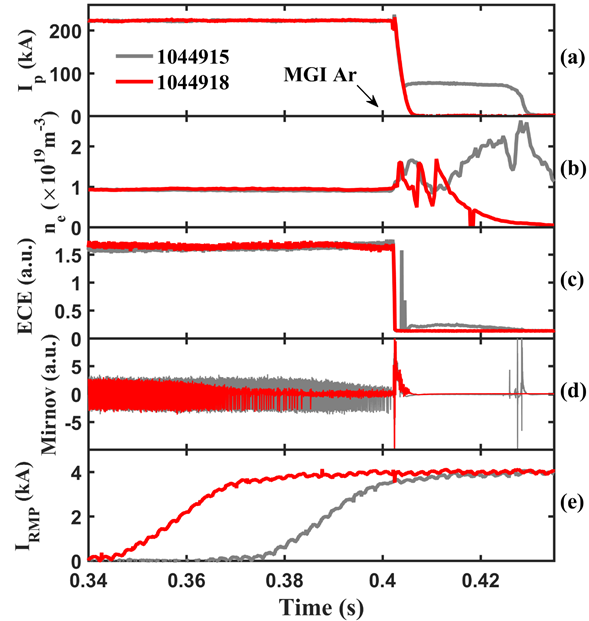 I_p (kA)
200
100
0
1044915
1044918
MGI Ar
(a)
n_e (×10^19 m^-3)
2
1
0
(b)
ECE (a.u.)
1.5
1
0.5
0
(c)
Mirnov (a.u.)
5
0
-5
(d)
I_RMP (kA)
4
2
0
(e)
0.34 0.36 0.38 0.4 0.42
Time (s)